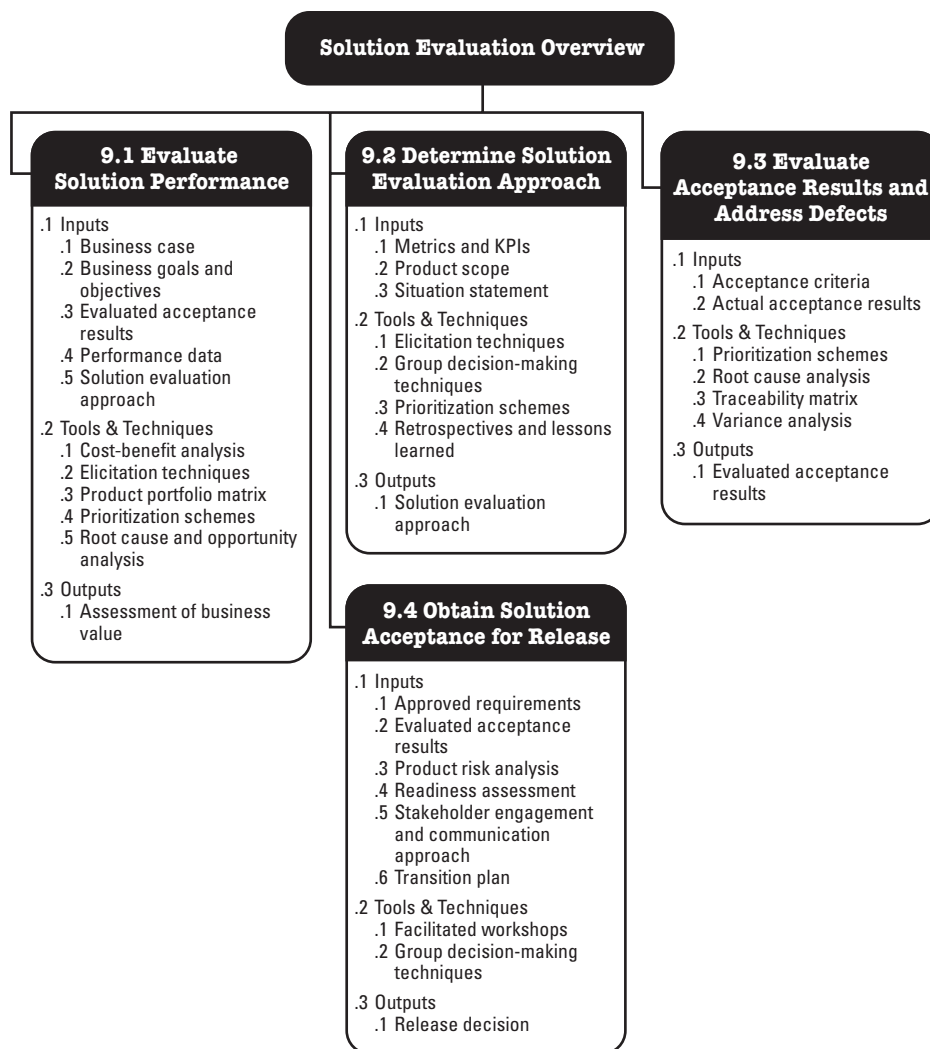 Solution Evaluation Overview
9.1 Evaluate
Solution Performance
.1 Inputs
.1 Business case
.2 Business goals and
objectives
.3 Evaluated acceptance
results
.4 Performance data
.5 Solution evaluation
approach
.2 Tools & Techniques
.1 Cost-benefit analysis
.2 Elicitation techniques
.3 Product portfolio matrix
.4 Prioritization schemes
.5 Root cause and opportunity
analysis
.3 Outputs
.1 Assessment of business
value
9.2 Determine Solution
Evaluation Approach
.1 Inputs
.1 Metrics and KPIs
.2 Product scope
.3 Situation statement
.2 Tools & Techniques
.1 Elicitation techniques
.2 Group decision-making
techniques
.3 Prioritization schemes
.4 Retrospectives and lessons
learned
.3 Outputs
.1 Solution evaluation
approach
9.3 Evaluate
Acceptance Results and
Address Defects
.1 Inputs
.1 Acceptance criteria
.2 Actual acceptance results
.2 Tools & Techniques
.1 Prioritization schemes
.2 Root cause analysis
.3 Traceability matrix
.4 Variance analysis
.3 Outputs
.1 Evaluated acceptance
results
9.4 Obtain Solution
Acceptance for Release
.1 Inputs
.1 Approved requirements
.2 Evaluated acceptance
results
.3 Product risk analysis
.4 Readiness assessment
.5 Stakeholder engagement
and communication
approach
.6 Transition plan
.2 Tools & Techniques
.1 Facilitated workshops
.2 Group decision-making
techniques
.3 Outputs
.1 Release decision